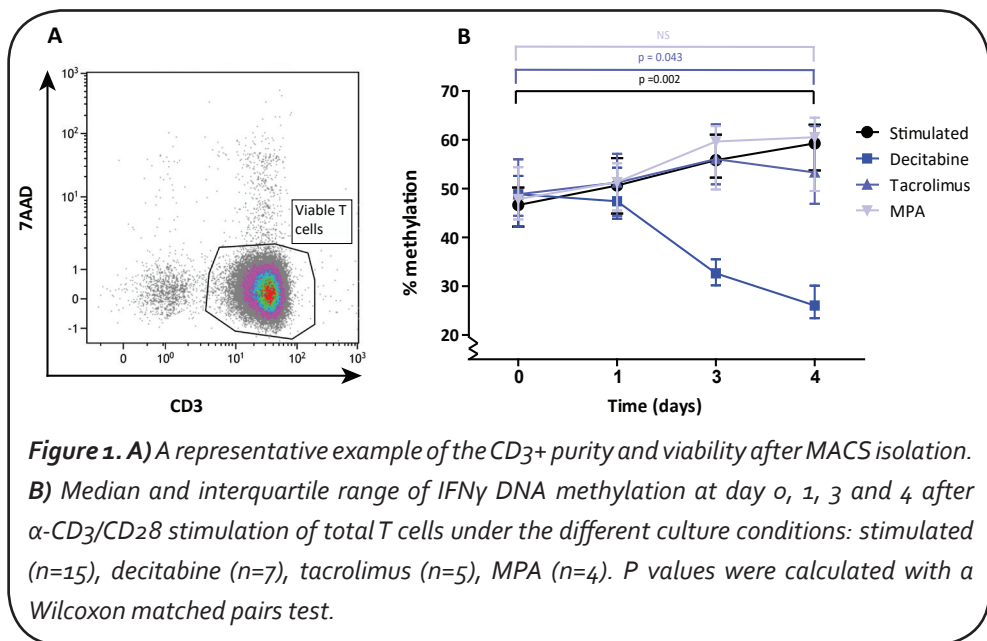 A
10³
10²
10¹
1
0
-1
7AAD
Viable T
cells
0
10⁰
10¹
10²
10³
CD3
B
NS
p = 0.043
p =0.002
70
60
50
40
30
20
% methylation
0
1
3
4
Time (days)
Stimulated
Decitabine
Tacrolimus
MPA
Figure 1. A) A representative example of the CD3+ purity and viability after MACS isolation.
B) Median and interquartile range of IFNγ DNA methylation at day 0, 1, 3 and 4 after
α-CD3/CD28 stimulation of total T cells under the different culture conditions: stimulated
(n=15), decitabine (n=7), tacrolimus (n=5), MPA (n=4). P values were calculated with a
Wilcoxon matched pairs test.